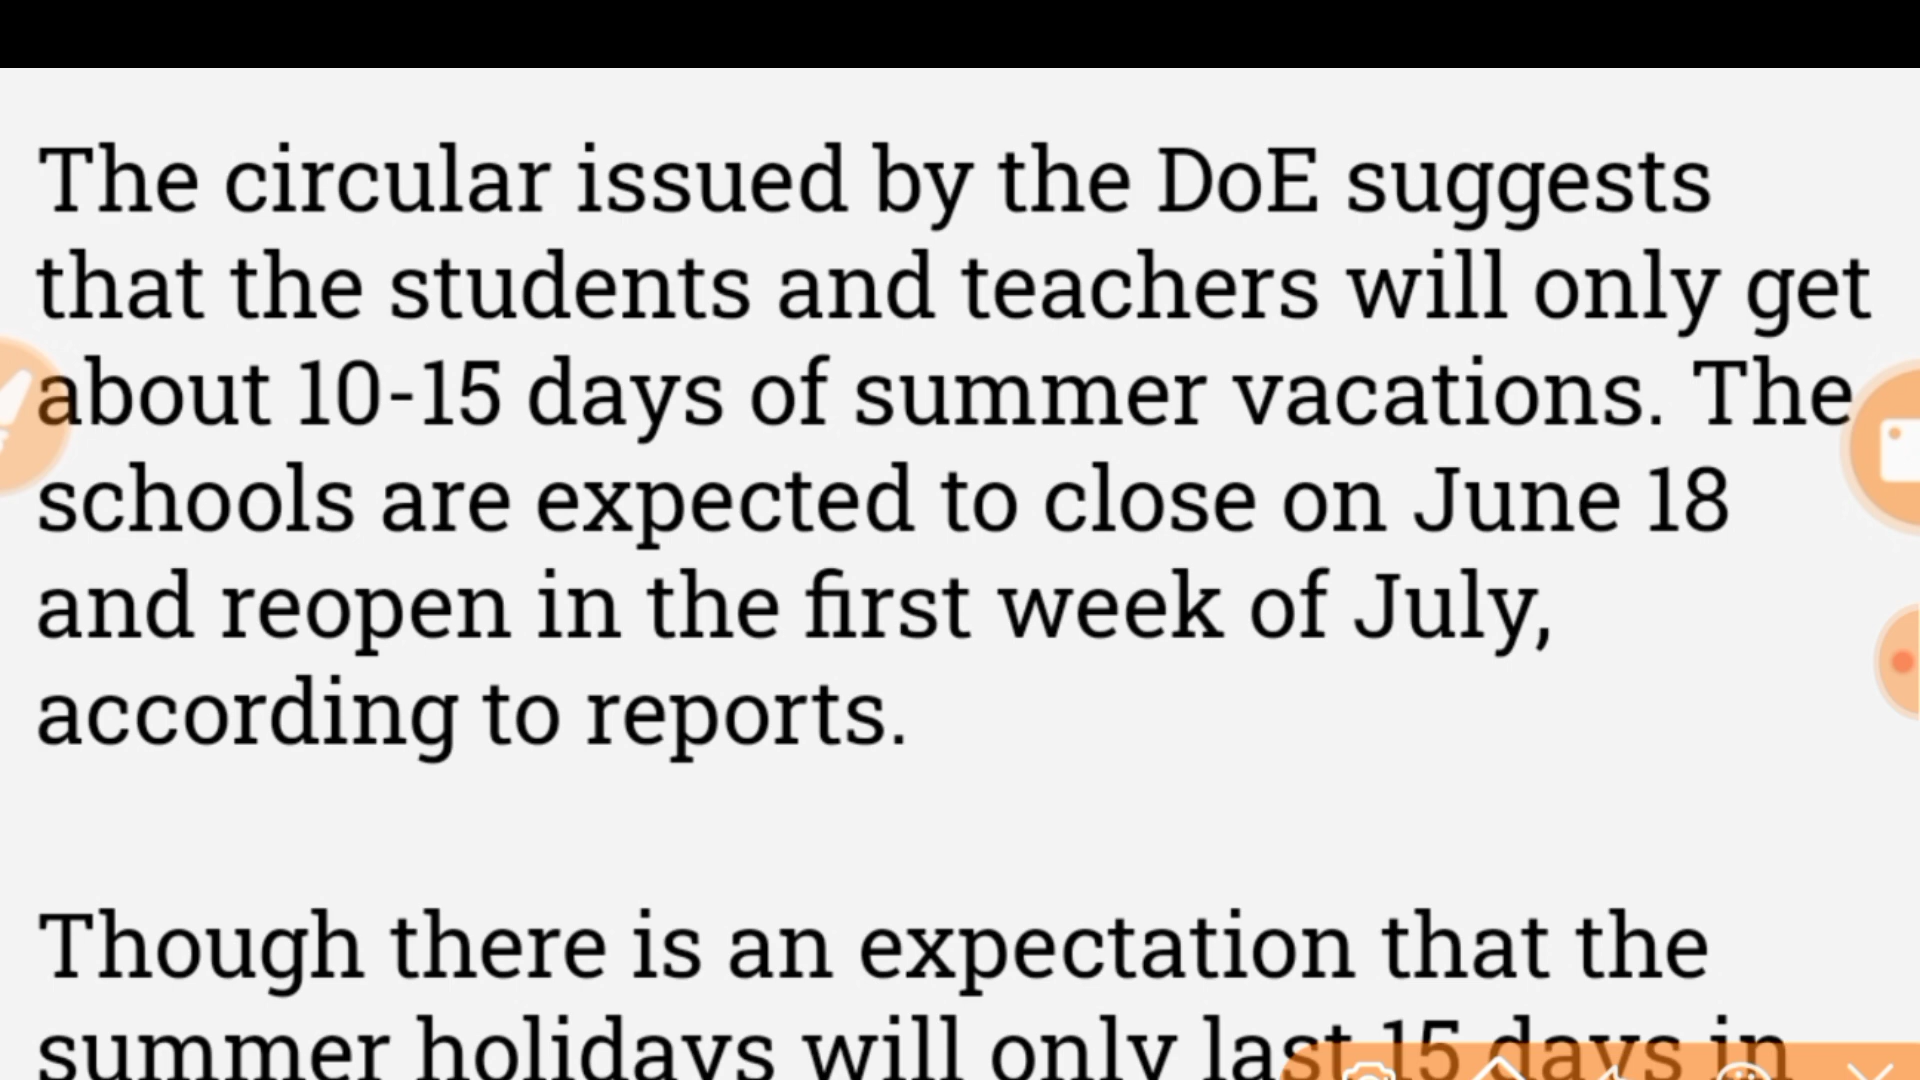 The circular issued by the DoE suggests
that the students and teachers will only get
about 10-15 days of summer vacations. The
schools are expected to close on June 18
and reopen in the first week of July,
according to reports.
Though there is an expectation that the
summer holidays will only last 15 days in